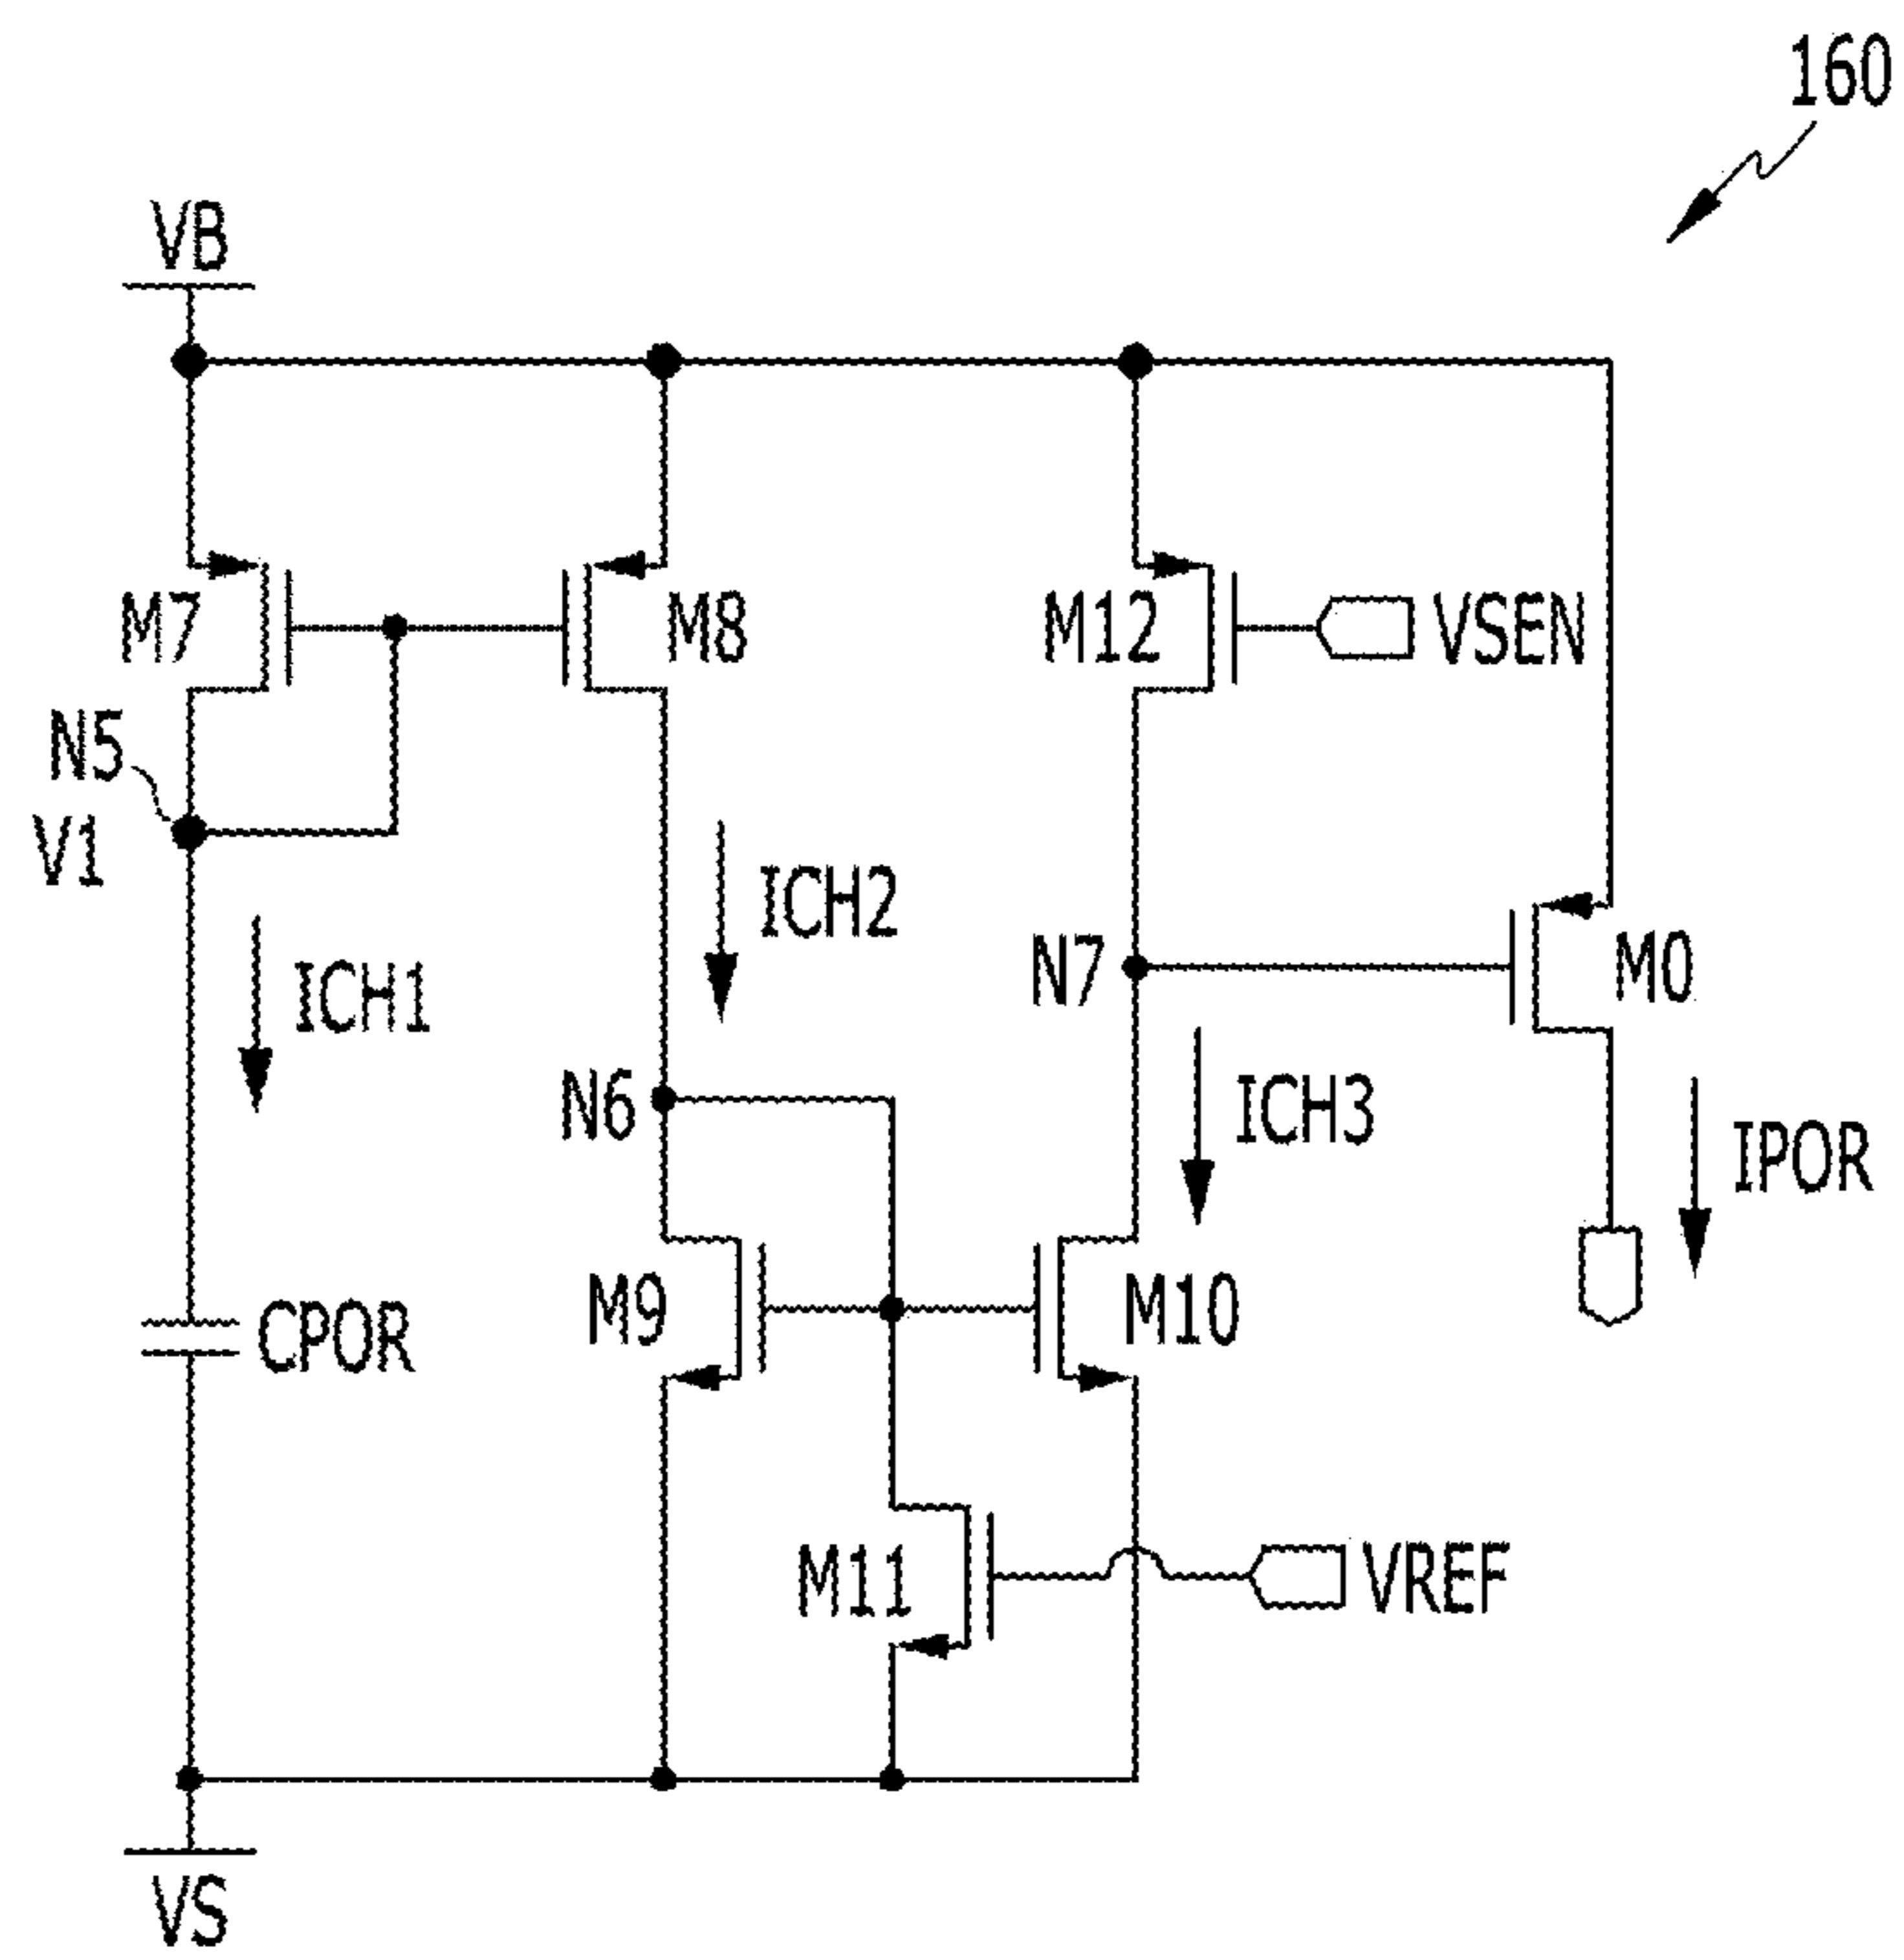 160
VB
M7
M8
M12
VSEN
N5
V1
ICH2
N7
M0
ICH1
N6
ICH3
IPOR
M9
M10
CPOR
M11
VREF
VS